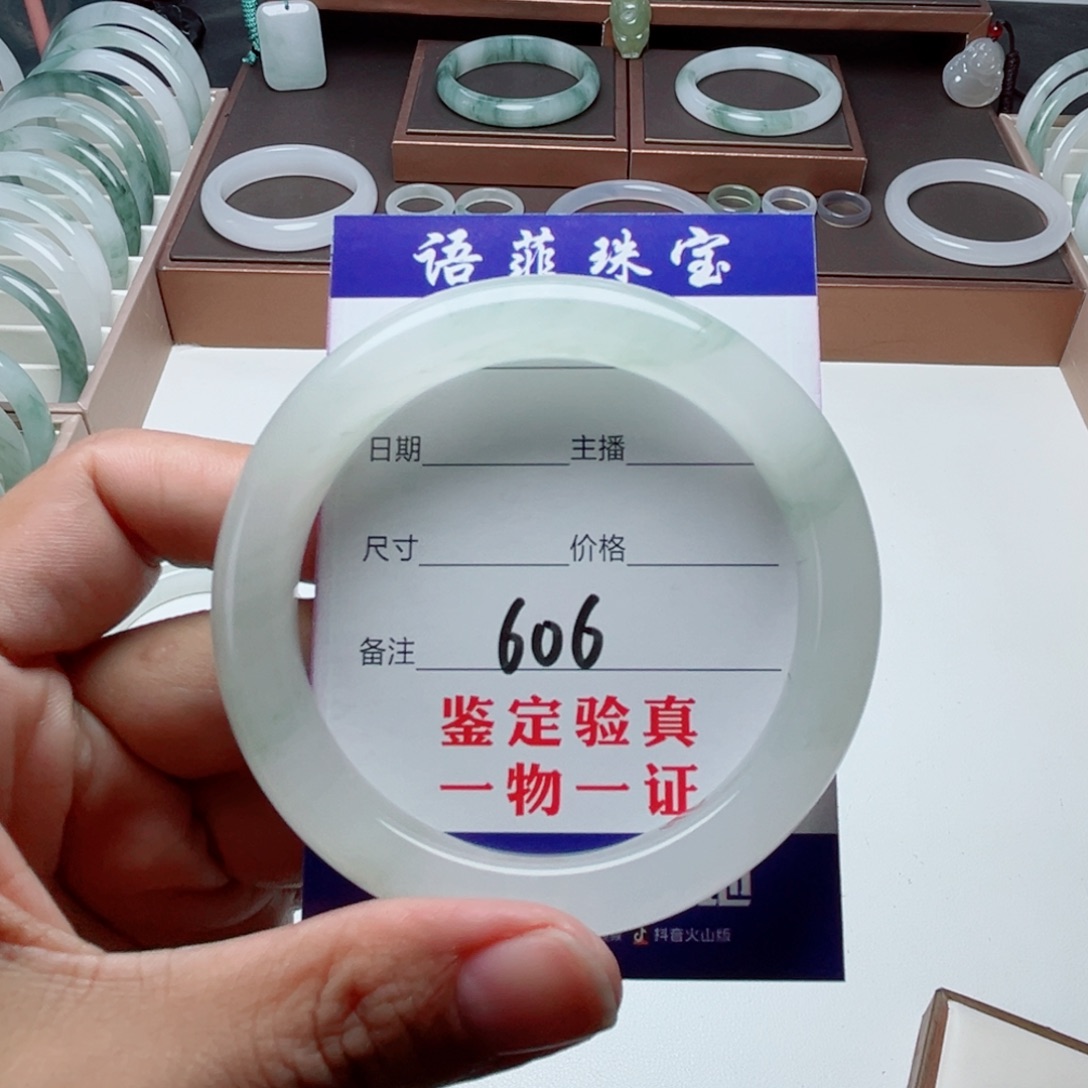 语菲珠宝
日期 主播
尺寸 价格
备注 606
鉴定验真
一物一证
抖音火山版